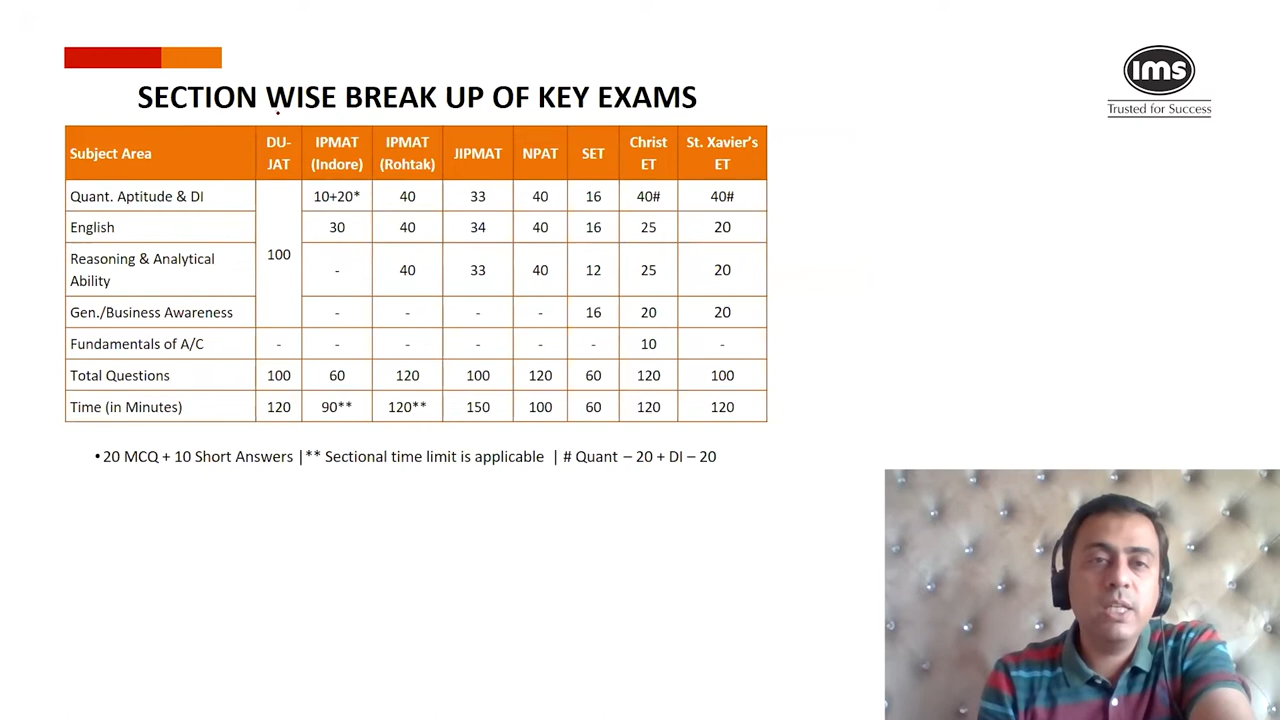 ims
Trusted for Success
SECTION WISE BREAK UP OF KEY EXAMS
Subject Area DU-JAT IPMAT (Indore) IPMAT (Rohtak) JIPMAT NPAT SET Christ ET St. Xavier's ET
Quant. Aptitude & DI 10+20* 40 33 40 16 40# 40#
English 30 40 34 40 16 25 20
Reasoning & Analytical Ability 100 - 40 33 40 12 25 20
Gen./Business Awareness - - - - 16 20 20
Fundamentals of A/C - - - - - - 10 -
Total Questions 100 60 120 100 120 60 120 100
Time (in Minutes) 120 90** 120** 150 100 60 120 120
•20 MCQ + 10 Short Answers |** Sectional time limit is applicable | # Quant – 20 + DI – 20